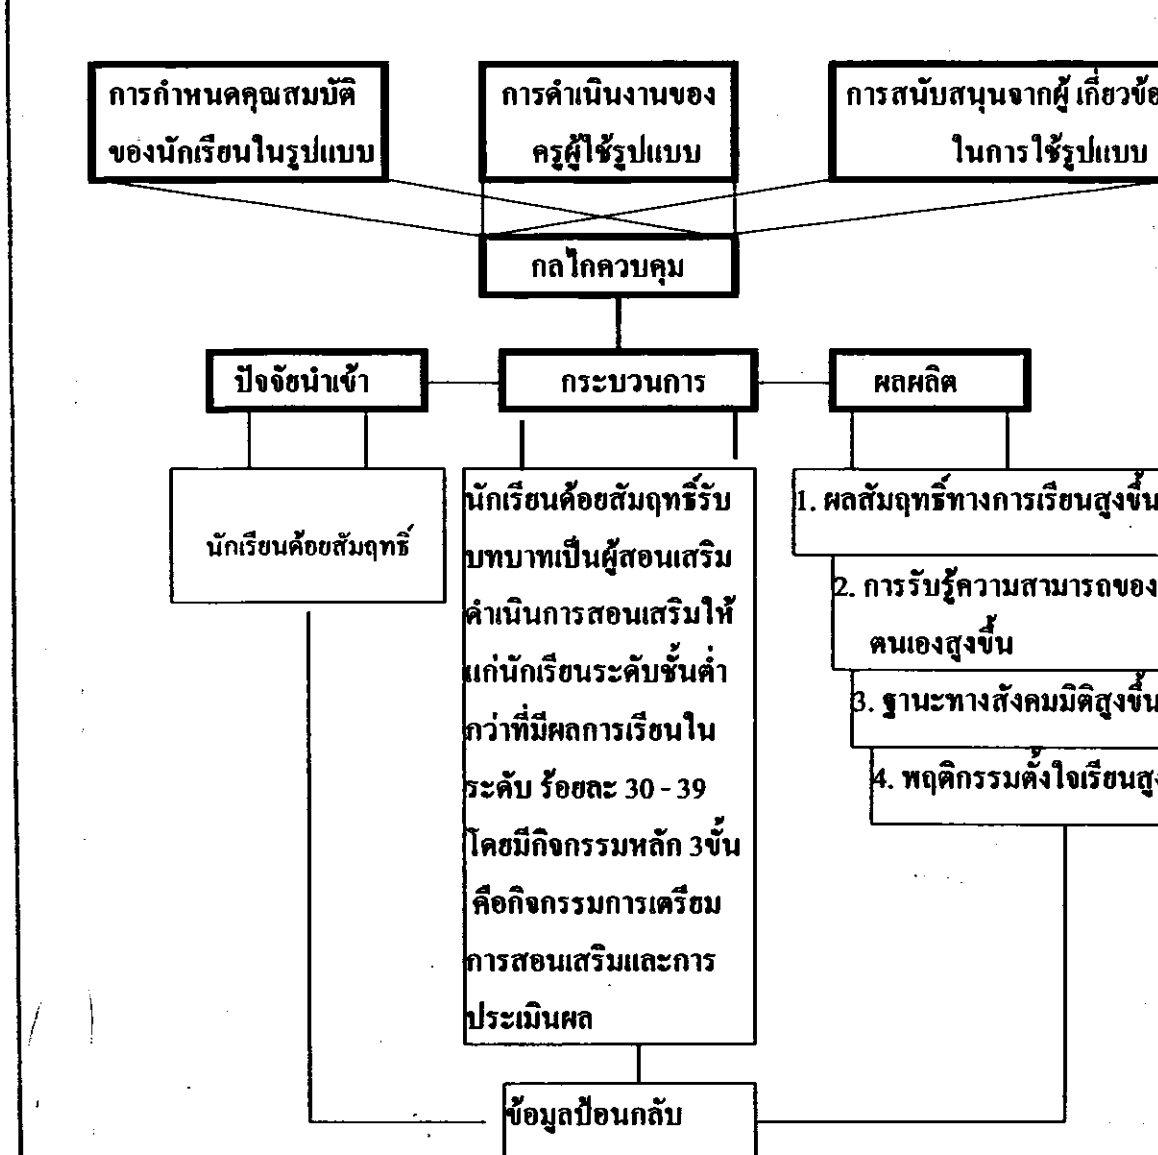 การกำหนดคุณสมบัติ
ของนักเรียนในรูปแบบ
การดำเนินงานของ
ครูผู้ใช้รูปแบบ
การสนับสนุนจากผู้เกี่ยวข้อ
ในการใช้รูปแบบ
กลไกควบคุม
ปัจจัยนำเข้า
กระบวนการ
ผลผลิต
นักเรียนด้อยสัมฤทธิ์
นักเรียนด้อยสัมฤทธิ์รับ
บทบาทเป็นผู้สอนเสริม
ดำเนินการสอนเสริมให้
แก่นักเรียนระดับชั้นต่ำ
กว่าที่มีผลการเรียนใน
ระดับ ร้อยละ 30 - 39
โดยมีกิจกรรมหลัก 3ขั้น
คือกิจกรรมการเตรียม
การสอนเสริมและการ
ประเมินผล
1. ผลสัมฤทธิ์ทางการเรียนสูงขึ้น
2. การรับรู้ความสามารถของ
ตนเองสูงขึ้น
3. ฐานะทางสังคมมิติสูงขึ้น
4. พฤติกรรมตั้งใจเรียนสูง
ข้อมูลป้อนกลับ